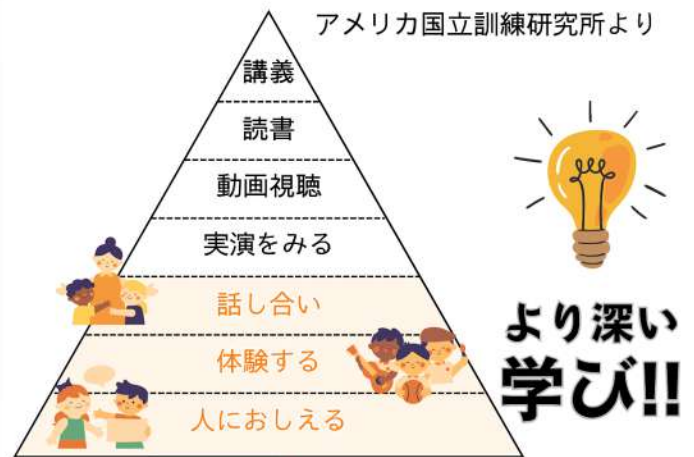 アメリカ国立訓練研究所より
講義
読書
動画視聴
実演をみる
話し合い
体験する
人におしえる
より深い
学び!!